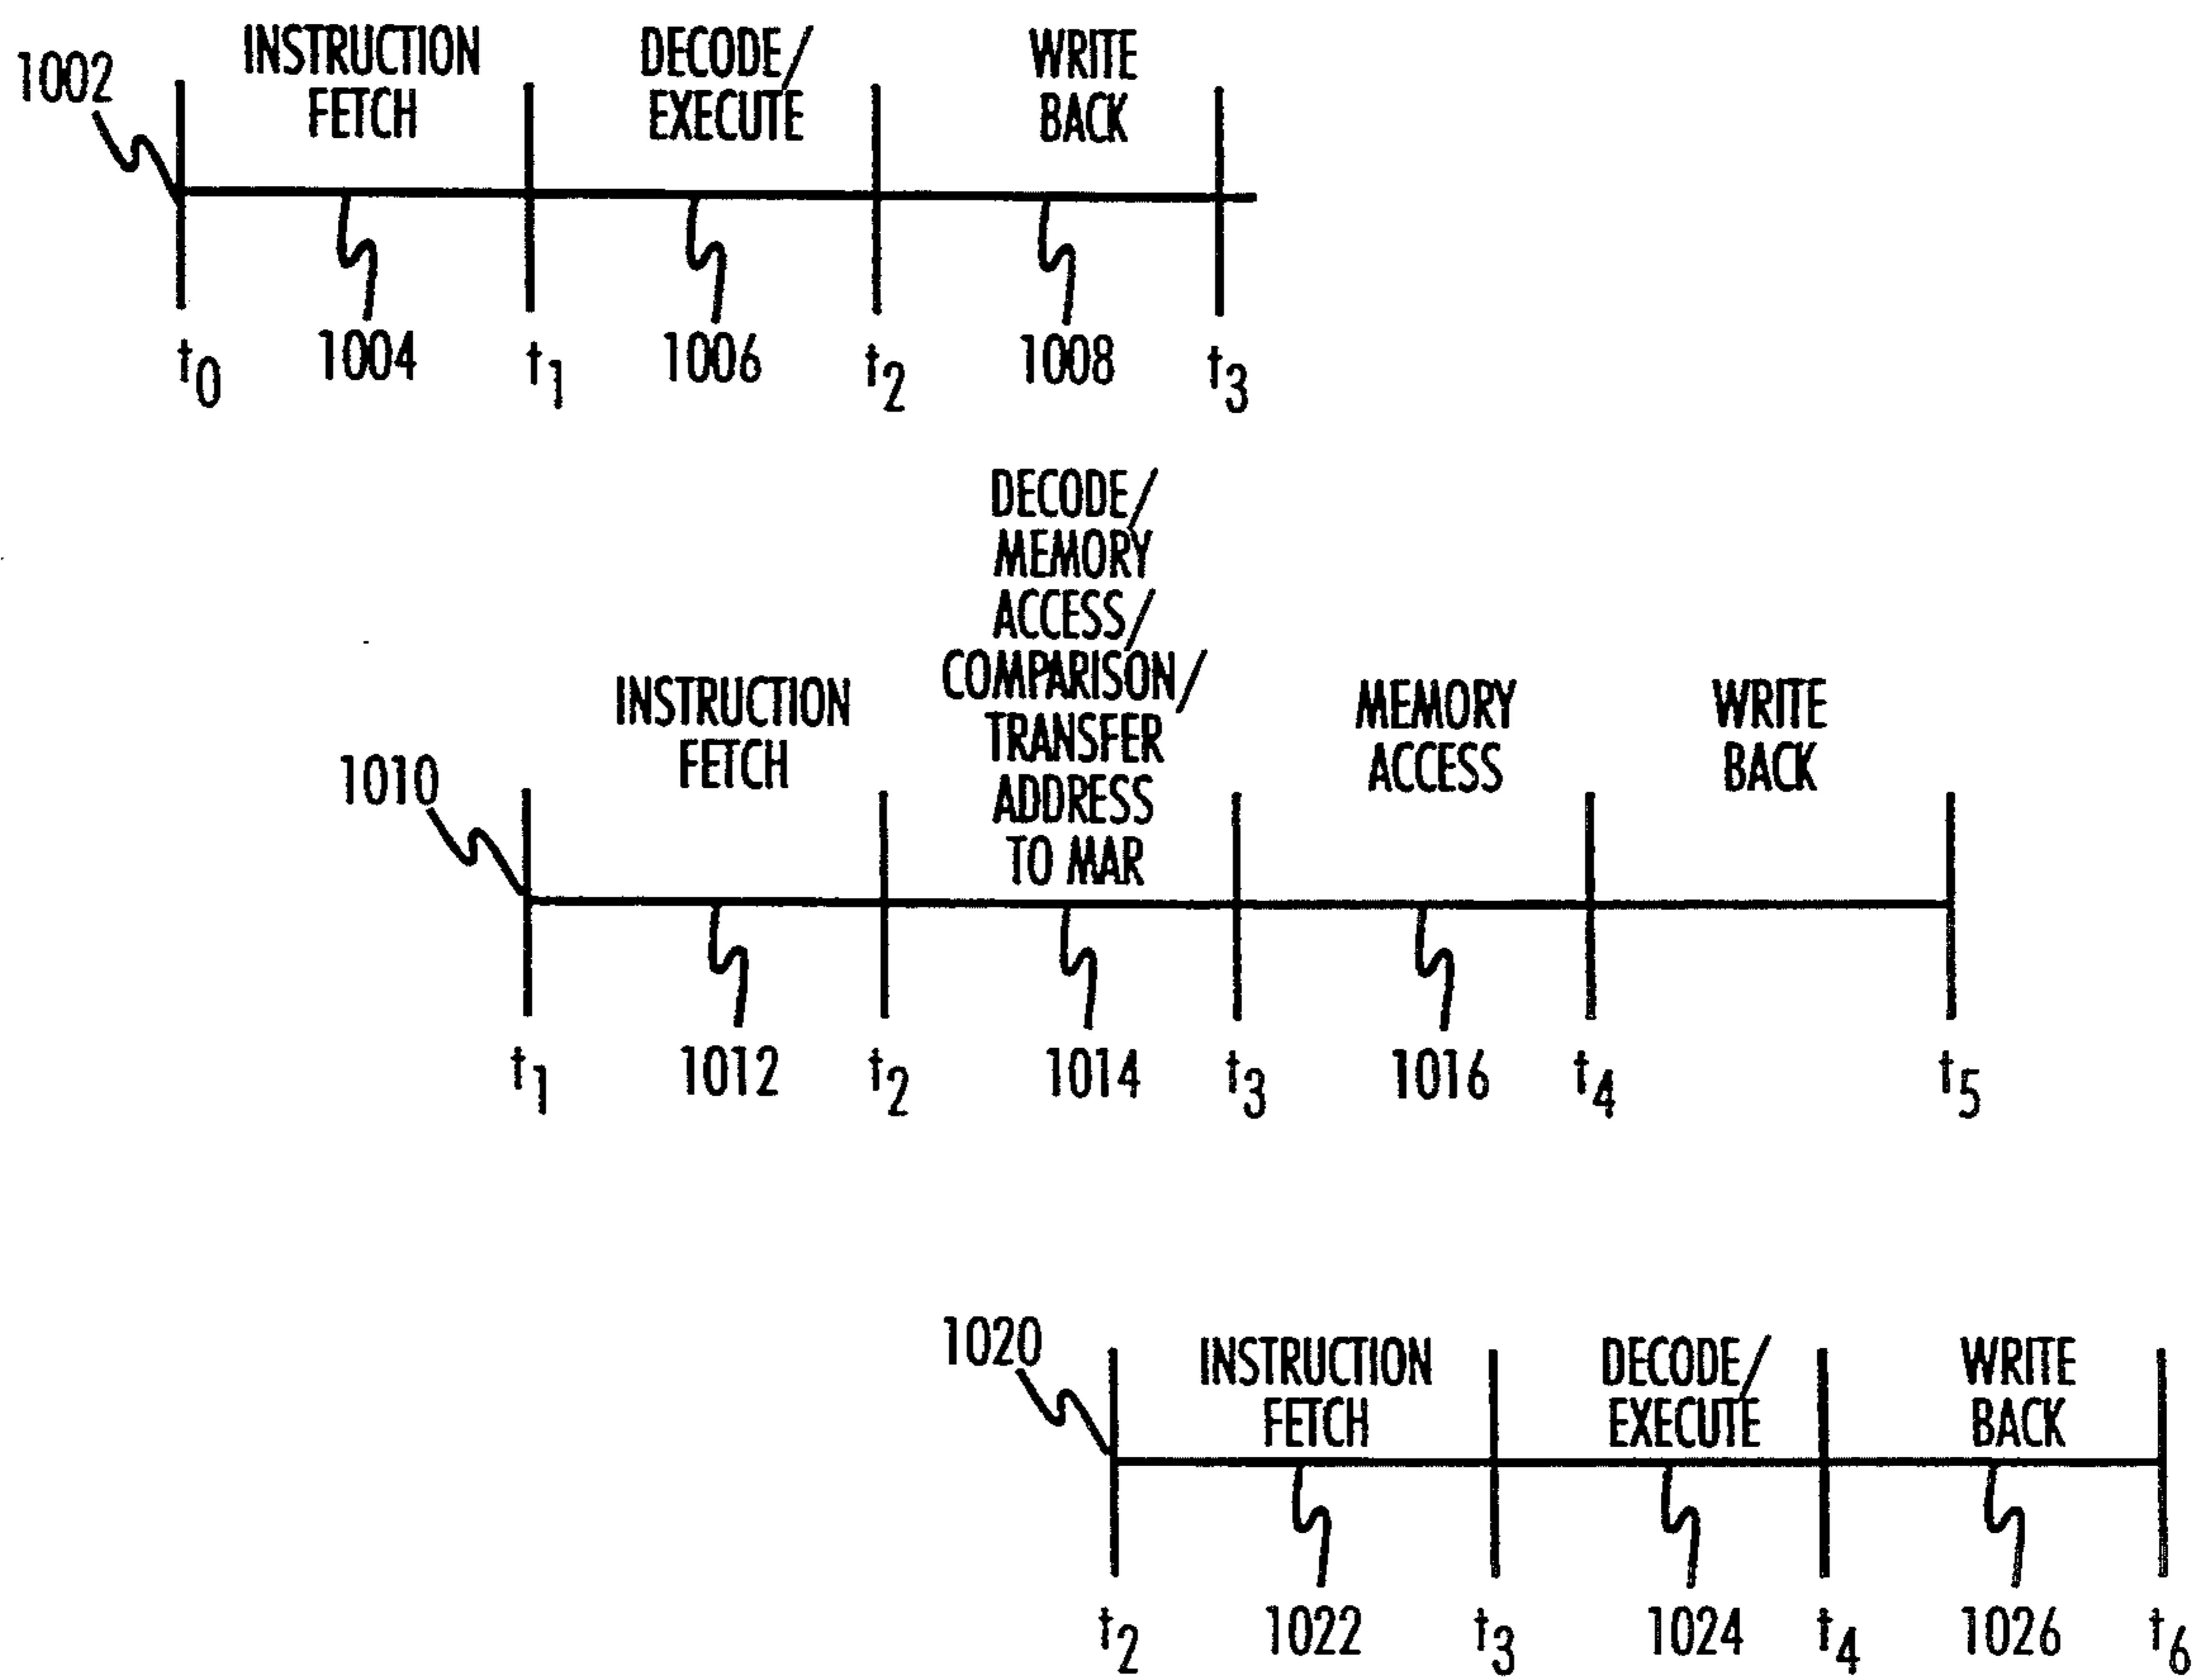 1002
INSTRUCTION
FETCH
DECODE/
EXECUTE
WRITE
BACK
t0 1004 t1 1006 t2 1008 t3
1010
INSTRUCTION
FETCH
DECODE/
MEMORY
ACCESS/
COMPARISON/
TRANSFER
ADDRESS
TO MAR
MEMORY
ACCESS
WRITE
BACK
t1 1012 t2 1014 t3 1016 t4 t5
1020
INSTRUCTION
FETCH
DECODE/
EXECUTE
WRITE
BACK
t2 1022 t3 1024 t4 1026 t6